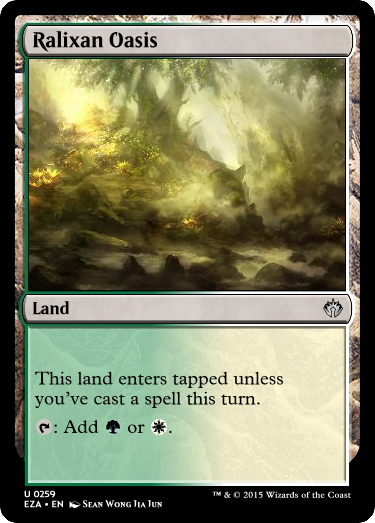 Ralixan Oasis
Land
This land enters tapped unless
you've cast a spell this turn.
: Add or .
U 0259
EZA • EN Sean Wong Jia Jun
™ & © 2015 Wizards of the Coast